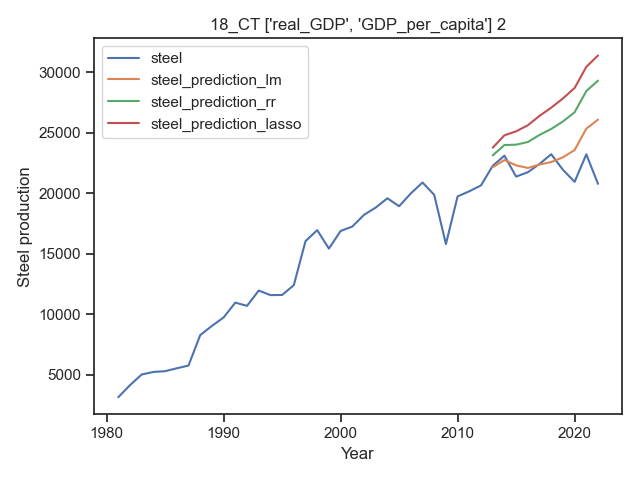 18_CT ['real_GDP', 'GDP_per_capita'] 2
steel
steel_prediction_lm
steel_prediction_rr
steel_prediction_lasso
30000
25000
20000
15000
10000
5000
Steel production
1980
1990
2000
2010
2020
Year